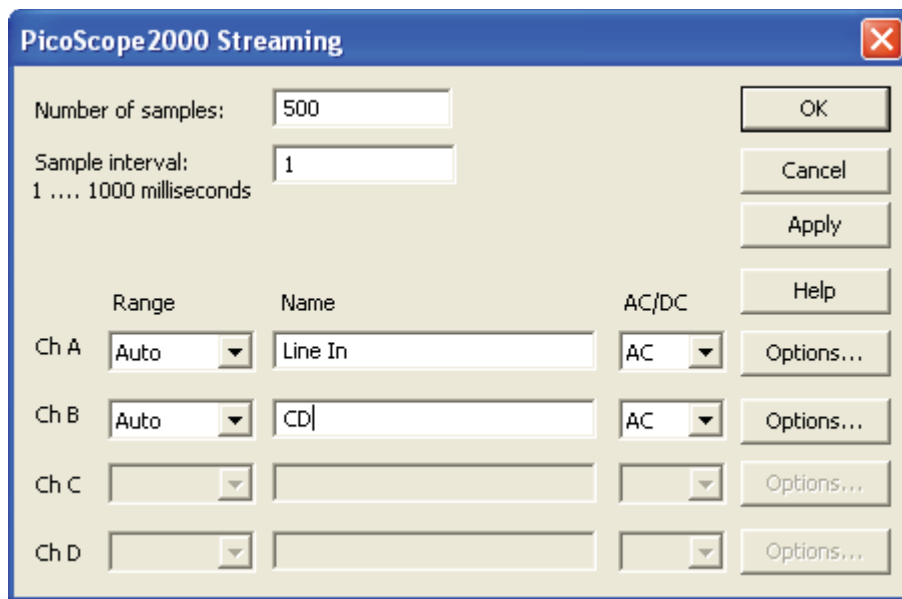 PicoScope2000 Streaming
Number of samples: 500 OK
Sample interval: 1 Cancel
1 .... 1000 milliseconds
Apply
Range Name AC/DC Help
Ch A Auto Line In AC Options...
Ch B Auto CD AC Options...
Ch C Options...
Ch D Options...